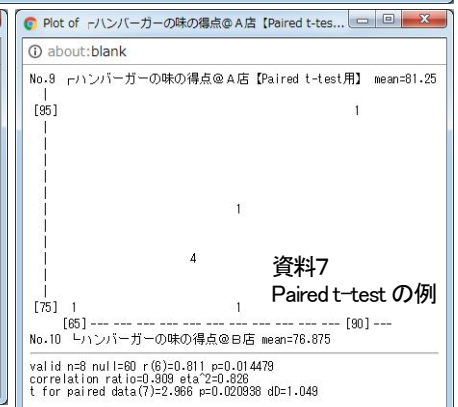 Plot of ┌ハンバーガーの味の得点@A店【Paired t-tes...
about:blank
No.9 ┌ハンバーガーの味の得点@A店【Paired t-test用】 mean=81.25
[95] 1
1
4
資料7
Paired t-test の例
[75] 1 1
[65] --- --- --- --- --- --- --- --- --- --- [90] ---
No.10 └ハンバーガーの味の得点@B店 mean=76.875
valid n=8 null=60 r(6)=0.811 p=0.014479
correlation ratio=0.909 eta^2=0.826
t for paired data(7)=2.966 p=0.020938 dD=1.049